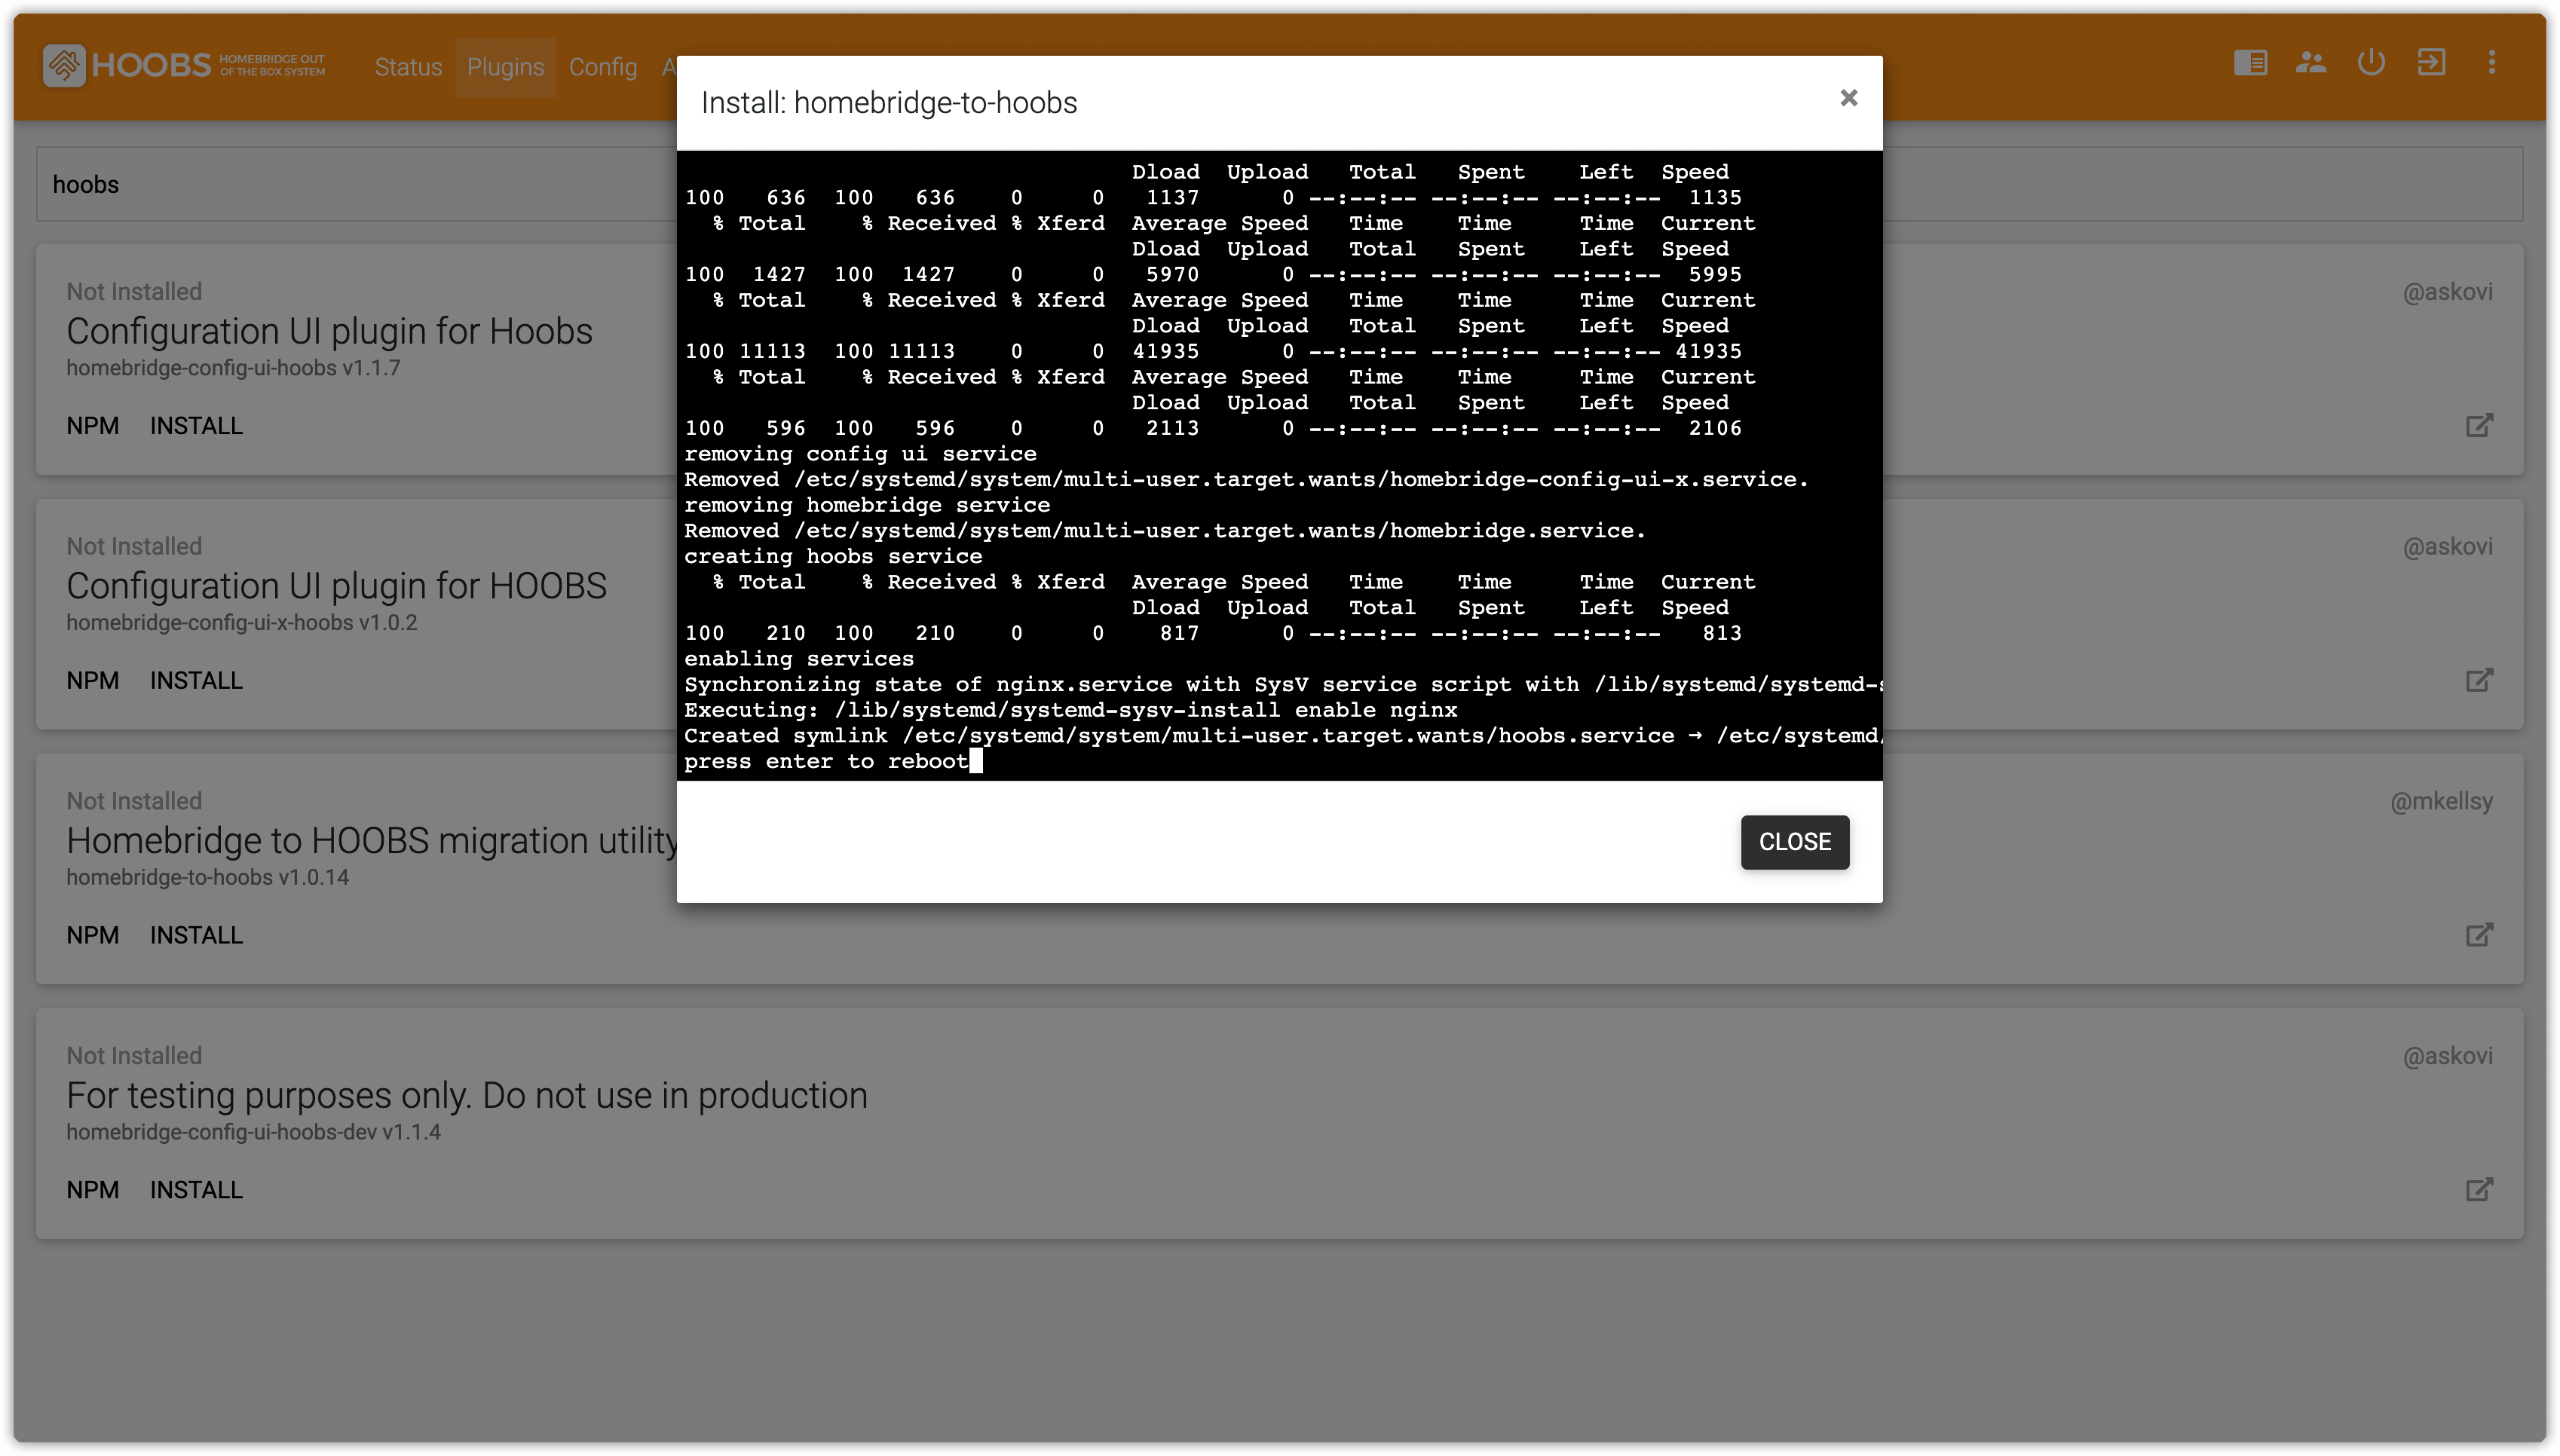 HOOBS HOMEBRIDGE OUT
OF THE BOX SYSTEM
Status Plugins Config A
Install: homebridge-to-hoobs
×
hoobs
Dload Upload Total Spent Left Speed
100 636 100 636 0 0 1137 0 --:--:-- --:--:-- --:--:-- 1135
% Total % Received % Xferd Average Speed Time Time Time Current
Dload Upload Total Spent Left Speed
100 1427 100 1427 0 0 5970 0 --:--:-- --:--:-- --:--:-- 5995
% Total % Received % Xferd Average Speed Time Time Time Current
Dload Upload Total Spent Left Speed
100 11113 100 11113 0 0 41935 0 --:--:-- --:--:-- --:--:-- 41935
% Total % Received % Xferd Average Speed Time Time Time Current
Dload Upload Total Spent Left Speed
100 596 100 596 0 0 2113 0 --:--:-- --:--:-- --:--:-- 2106
removing config ui service
Removed /etc/systemd/system/multi-user.target.wants/homebridge-config-ui-x.service.
removing homebridge service
Removed /etc/systemd/system/multi-user.target.wants/homebridge.service.
creating hoobs service
% Total % Received % Xferd Average Speed Time Time Time Current
Dload Upload Total Spent Left Speed
100 210 100 210 0 0 817 0 --:--:-- --:--:-- --:--:-- 813
enabling services
Synchronizing state of nginx.service with SysV service script with /lib/systemd/systemd-s
Executing: /lib/systemd/systemd-sysv-install enable nginx
Created symlink /etc/systemd/system/multi-user.target.wants/hoobs.service → /etc/systemd/
press enter to reboot
CLOSE
Not Installed @askovi
Configuration UI plugin for Hoobs
homebridge-config-ui-hoobs v1.1.7
NPM INSTALL
Not Installed @askovi
Configuration UI plugin for HOOBS
homebridge-config-ui-x-hoobs v1.0.2
NPM INSTALL
Not Installed @mkellsy
Homebridge to HOOBS migration utility
homebridge-to-hoobs v1.0.14
NPM INSTALL
Not Installed @askovi
For testing purposes only. Do not use in production
homebridge-config-ui-hoobs-dev v1.1.4
NPM INSTALL